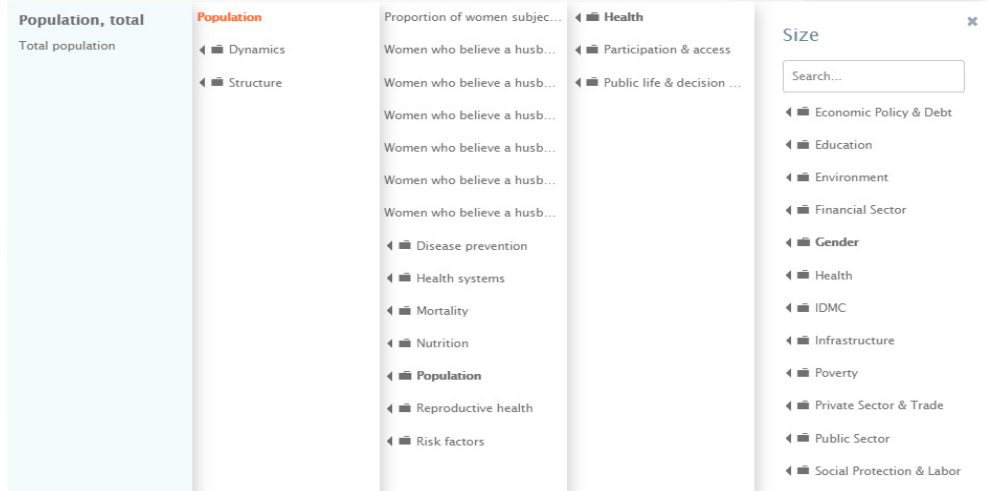 Population, total
Total population
Population
Dynamics
Structure
Proportion of women subjec...
Women who believe a husb...
Women who believe a husb...
Women who believe a husb...
Women who believe a husb...
Women who believe a husb...
Women who believe a husb...
Disease prevention
Health systems
Mortality
Nutrition
Population
Reproductive health
Risk factors
Health
Participation & access
Public life & decision ...
Size
Search...
Economic Policy & Debt
Education
Environment
Financial Sector
Gender
Health
IDMC
Infrastructure
Poverty
Private Sector & Trade
Public Sector
Social Protection & Labor